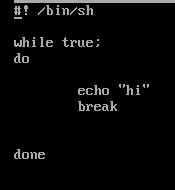 #! /bin/sh
while true;
do
echo "hi"
break
done